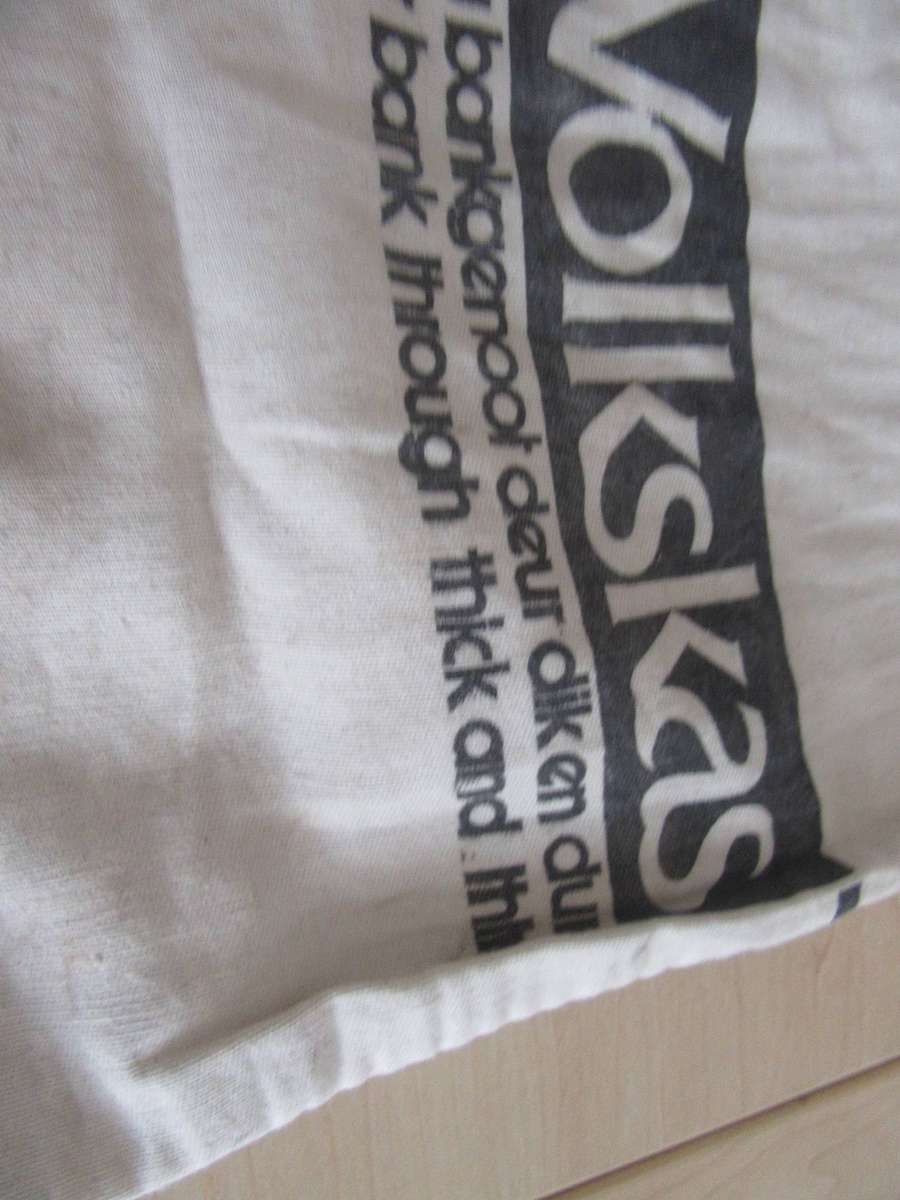 Volkskas
bankgenoot deur dik en dun
bank through thick and thin